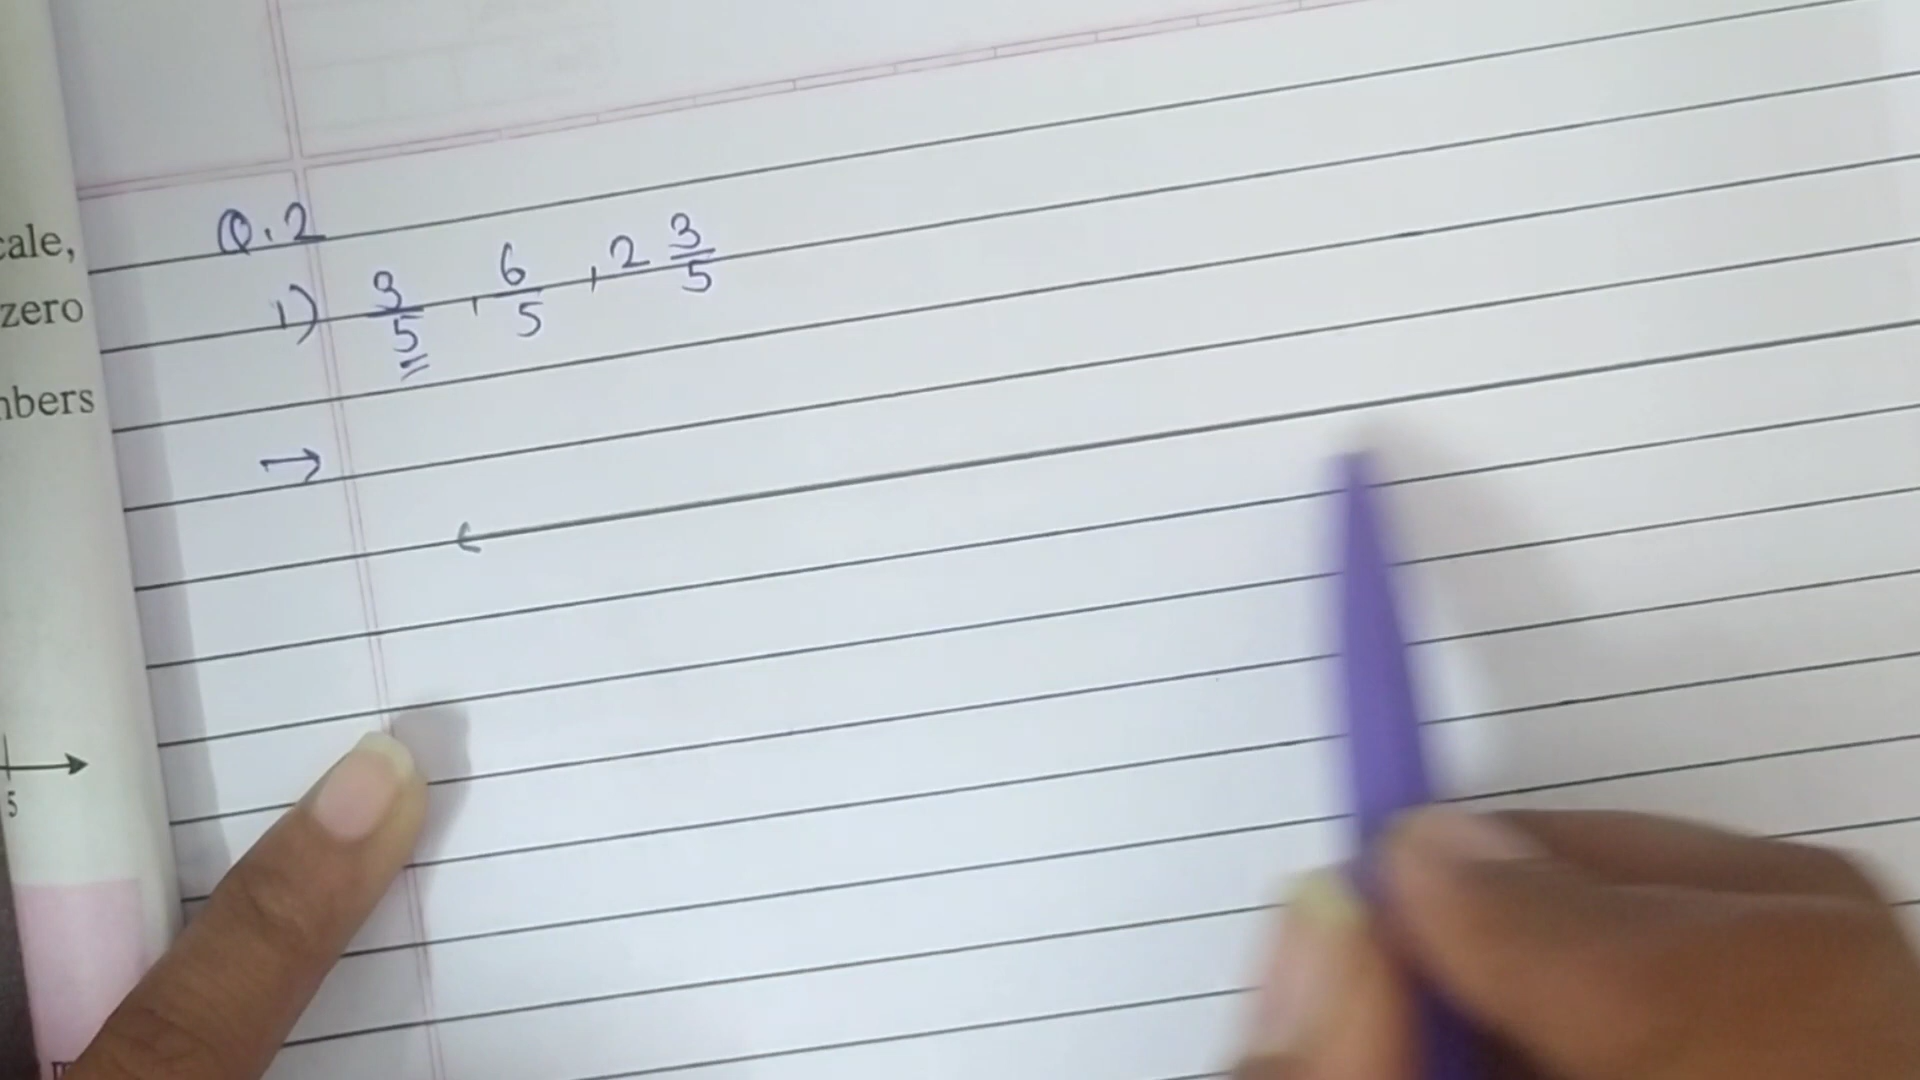 cale,
zero
nbers
5
Q.2
1) 3/5, 6/5, 2 3/5
→